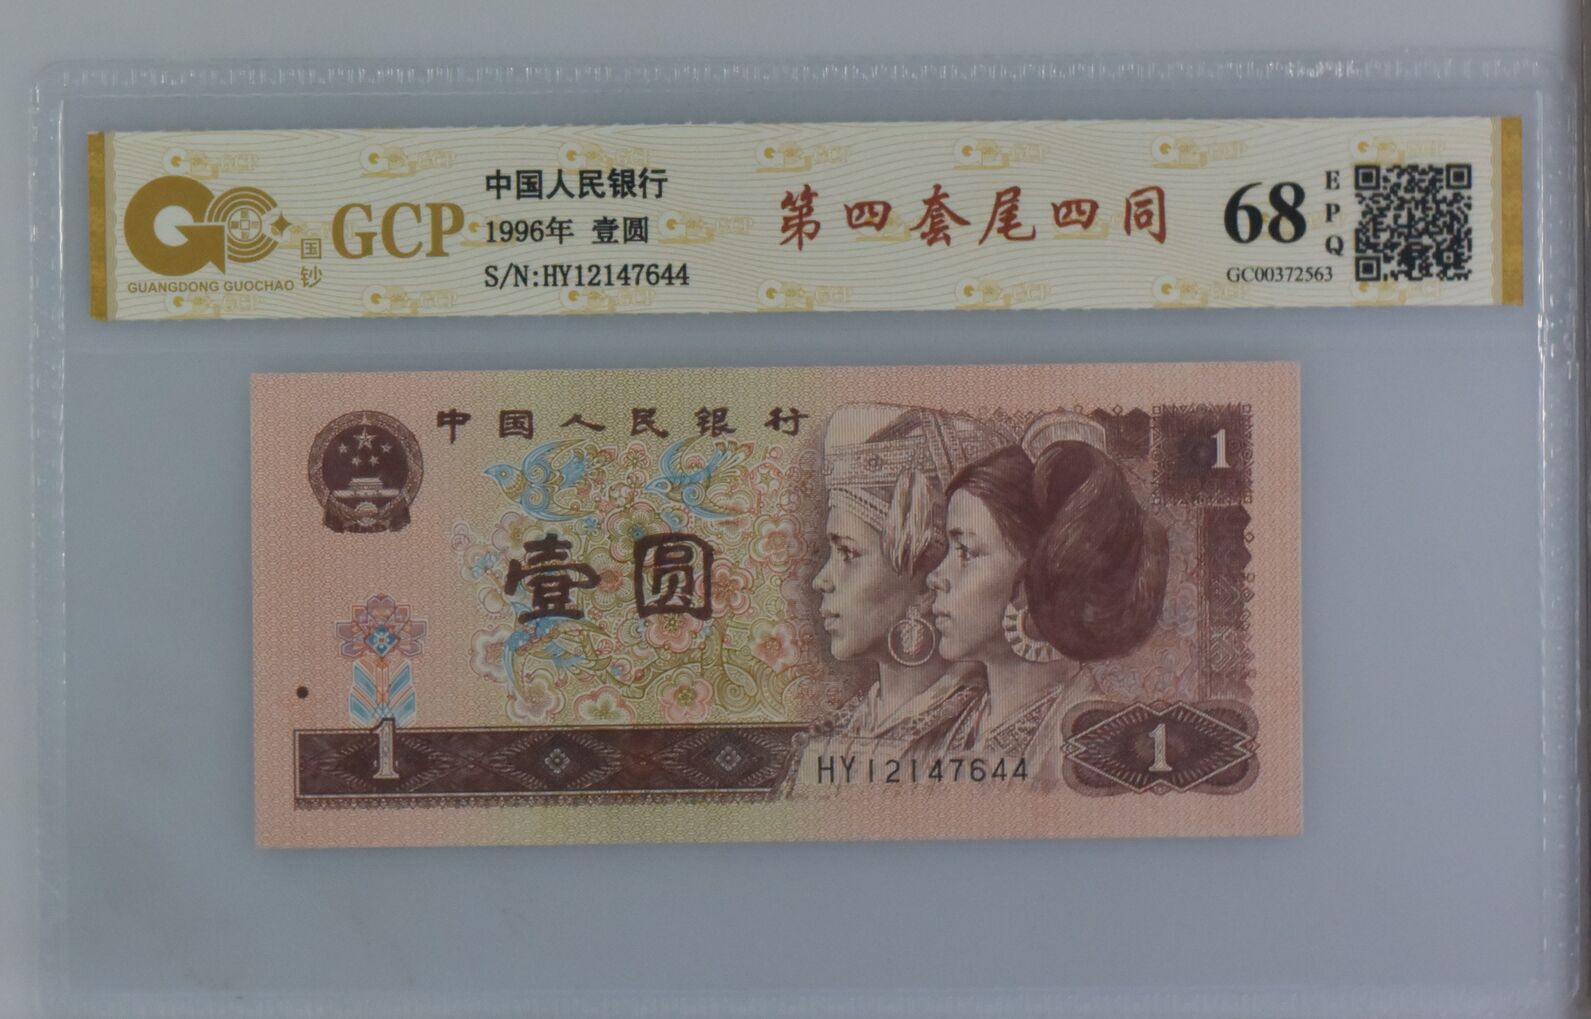 GUANGDONG GUOCHAO
国钞
GCP
中国人民银行
1996年 壹圆
S/N:HY12147644
第四套尾四同
68
EPQ
GC00372563
中国人民银行
1
壹圆
1
HY12147644
1